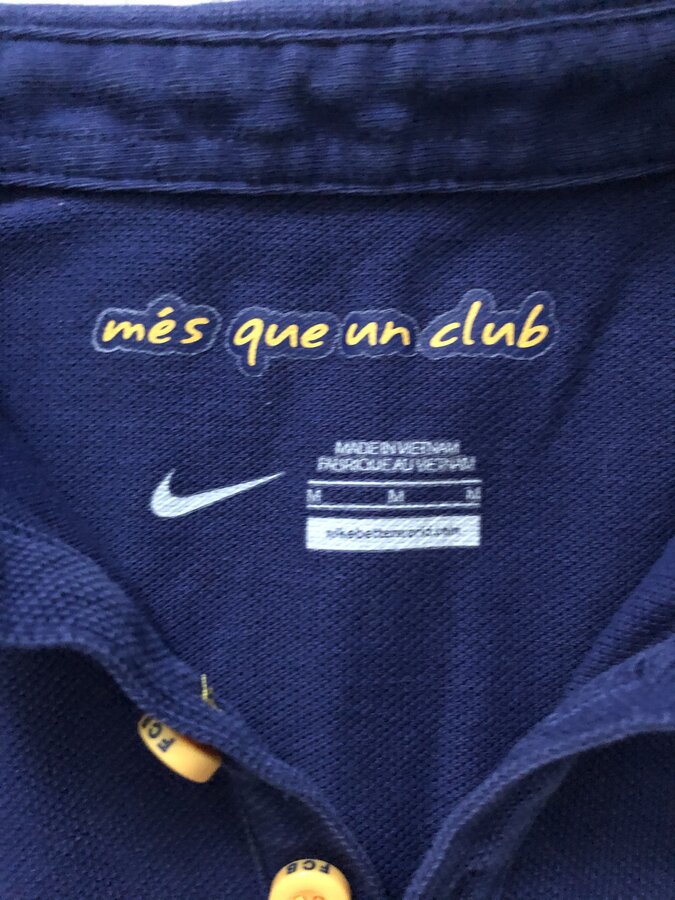 més que un club
MADE IN VIETNAM
FABRIQUE AU VIETNAM
M M M
nikebetterworld.com
FCB
FCB